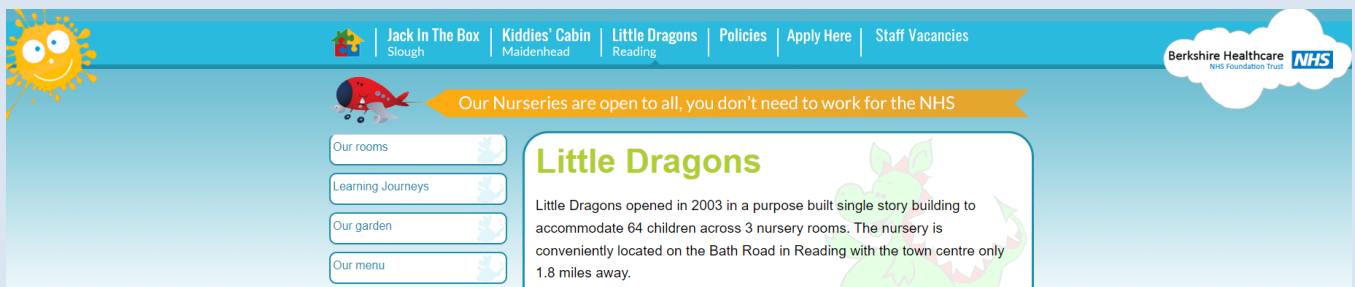 Jack In The Box
Slough
Kiddies' Cabin
Maidenhead
Little Dragons
Reading
Policies
Apply Here
Staff Vacancies
Berkshire Healthcare NHS
NHS Foundation Trust
Our Nurseries are open to all, you don't need to work for the NHS
Our rooms
Learning Journeys
Our garden
Our menu
Little Dragons
Little Dragons opened in 2003 in a purpose built single story building to
accommodate 64 children across 3 nursery rooms. The nursery is
conveniently located on the Bath Road in Reading with the town centre only
1.8 miles away.